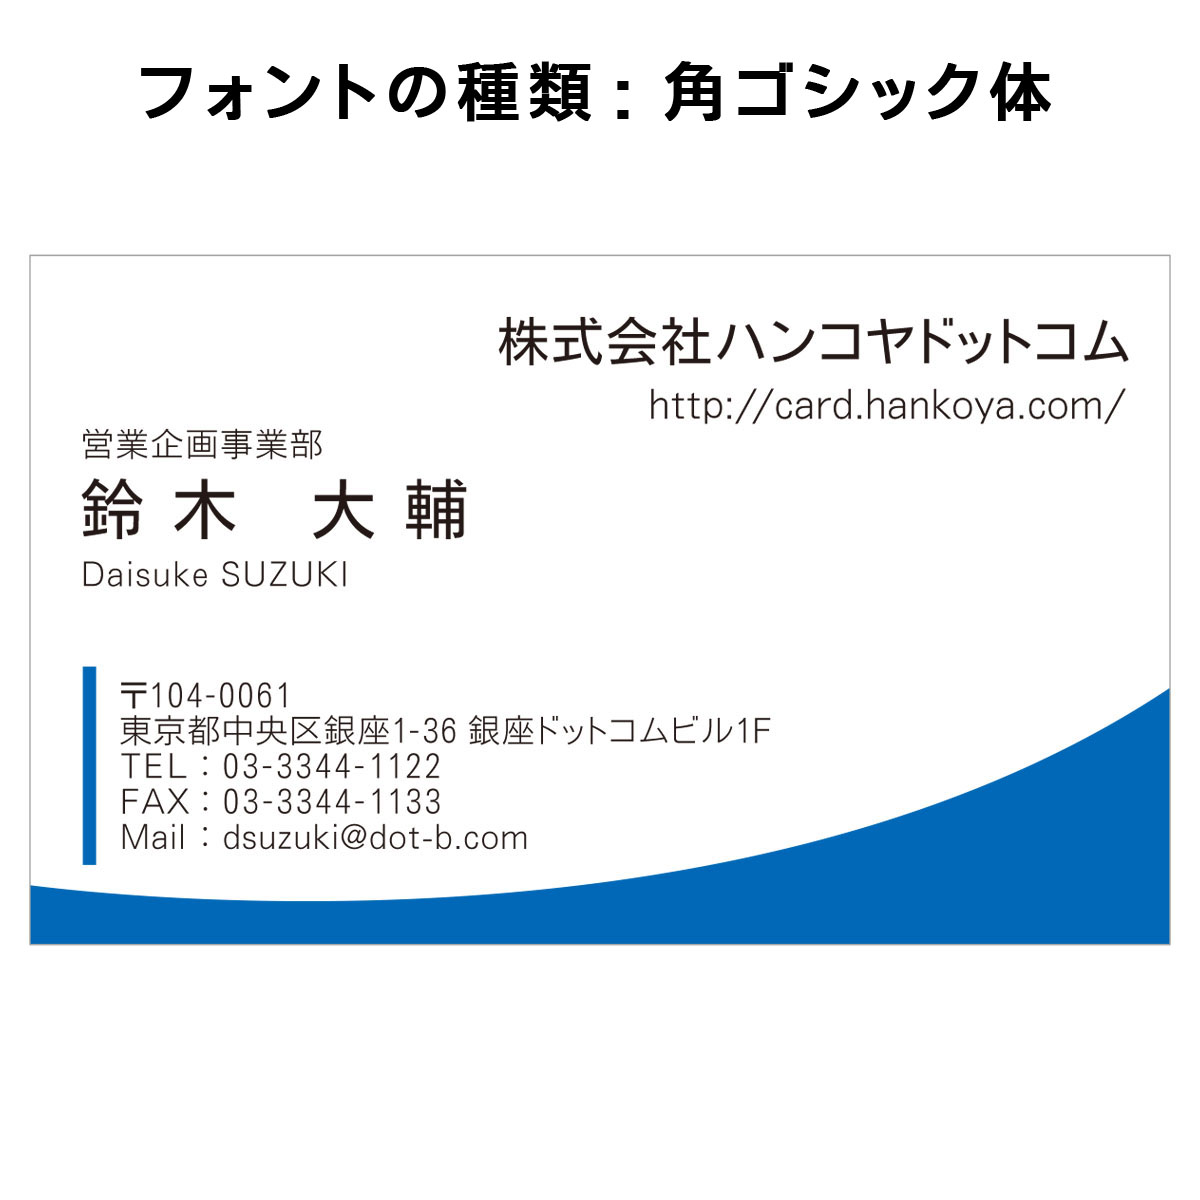 フォントの種類：角ゴシック体
株式会社ハンコヤドットコム
http://card.hankoya.com/
営業企画事業部
鈴木　大輔
Daisuke SUZUKI
〒104-0061
東京都中央区銀座1-36 銀座ドットコムビル1F
TEL：03-3344-1122
FAX：03-3344-1133
Mail：dsuzuki@dot-b.com